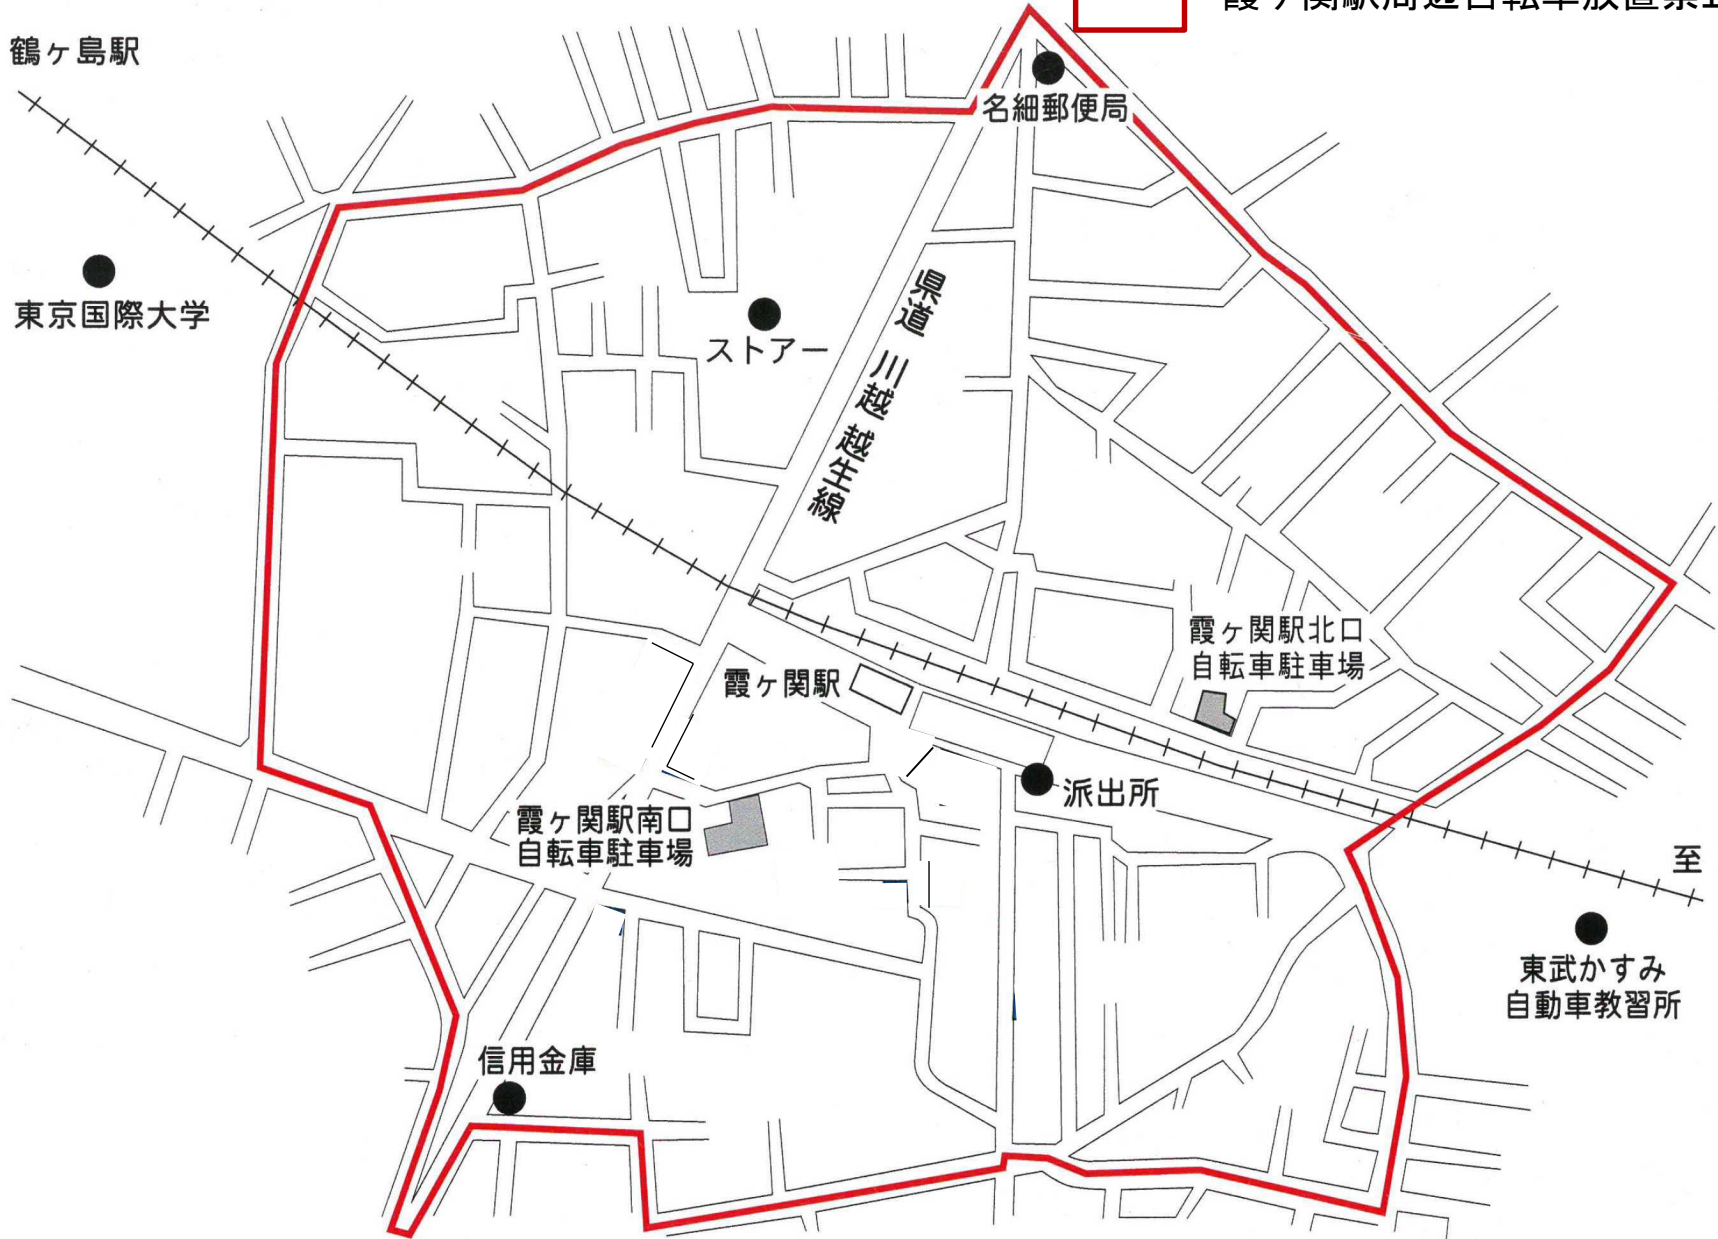 霞ヶ関駅周辺自転車放置禁止
鶴ヶ島駅
名細郵便局
東京国際大学
ストアー
県道 川越 越生線
霞ヶ関駅北口
自転車駐車場
霞ヶ関駅
派出所
霞ヶ関駅南口
自転車駐車場
至
東武かすみ
自動車教習所
信用金庫